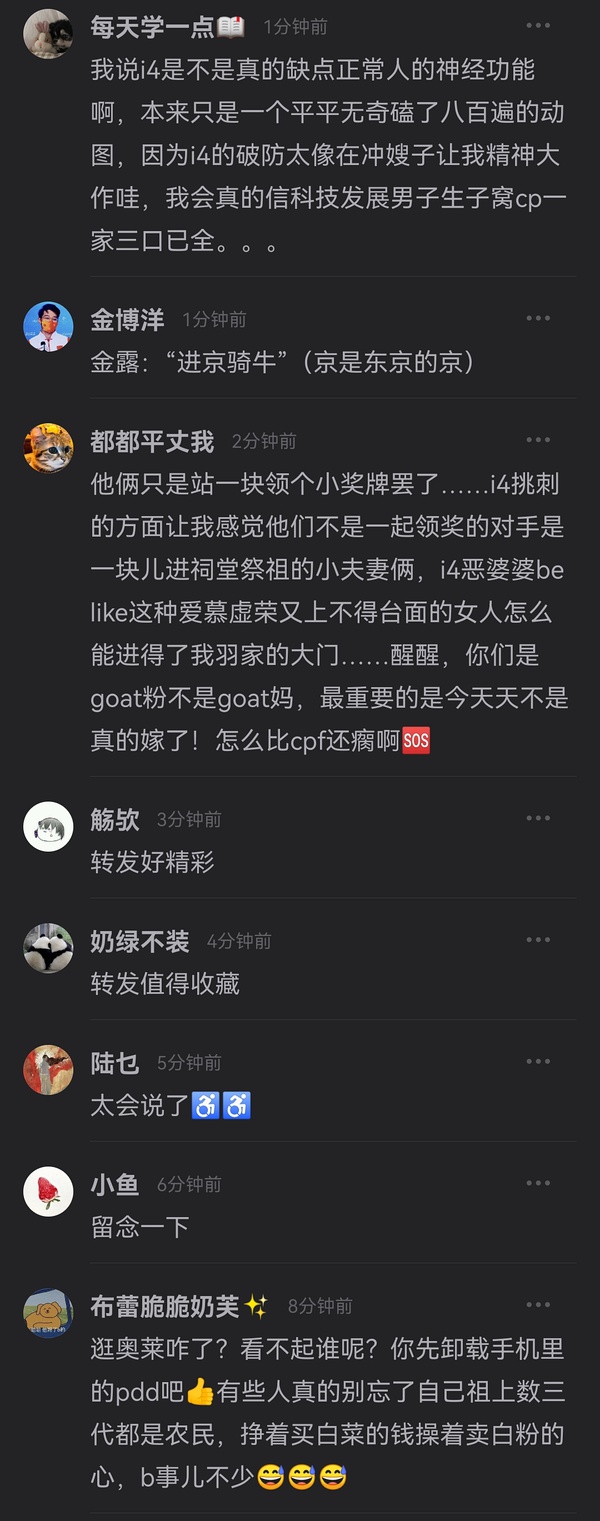 每天学一点📖 1分钟前
我说i4是不是真的缺点正常人的神经功能
啊，本来只是一个平平无奇磕了八百遍的动
图，因为i4的破防太像在冲嫂子让我精神大
作哇，我会真的信科技发展男子生子窝cp一
家三口已全。。。
金博洋 1分钟前
金露：“进京骑牛”（京是东京的京）
都都平丈我 2分钟前
他俩只是站一块领个小奖牌罢了……i4挑刺
的方面让我感觉他们不是一起领奖的对手是
一块儿进祠堂祭祖的小夫妻俩，i4恶婆婆be
like这种爱慕虚荣又上不得台面的女人怎么
能进得了我羽家的大门……醒醒，你们是
goat粉不是goat妈，最重要的是今天天不是
真的嫁了！怎么比cpf还癎啊🆘
觞欤 3分钟前
转发好精彩
奶绿不装 4分钟前
转发值得收藏
陆乜 5分钟前
太会说了♿♿
小鱼 6分钟前
留念一下
布蕾脆脆奶芙✨ 8分钟前
逛奥莱咋了？看不起谁呢？你先卸载手机里
的pdd吧👍有些人真的别忘了自己祖上数三
代都是农民，挣着买白菜的钱操着卖白粉的
心，b事儿不少😅😅😅